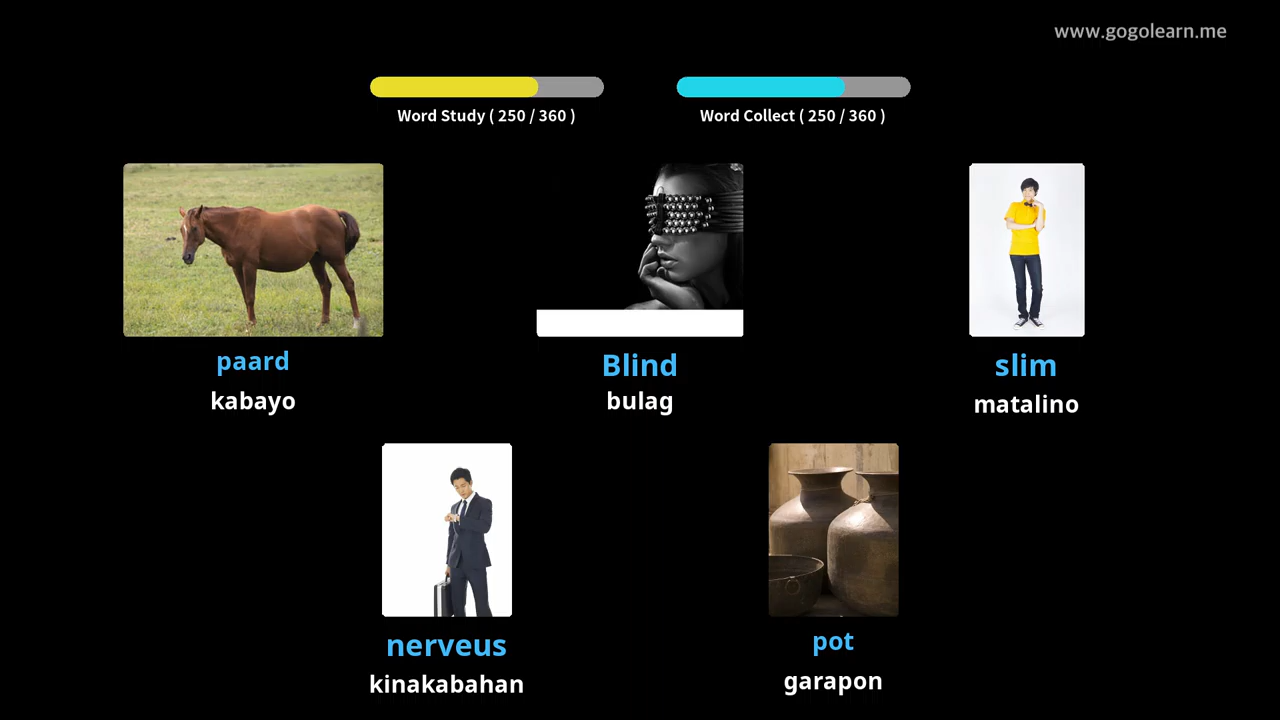 www.gogolearn.me
Word Study ( 250 / 360 )
Word Collect ( 250 / 360 )
paard
kabayo
Blind
bulag
slim
matalino
nerveus
kinakabahan
pot
garapon